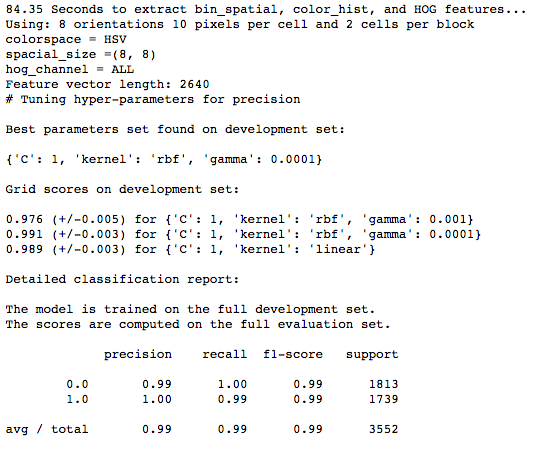 84.35 Seconds to extract bin_spatial, color_hist, and HOG features...
Using: 8 orientations 10 pixels per cell and 2 cells per block
colorspace = HSV
spacial_size =(8, 8)
hog_channel = ALL
Feature vector length: 2640
# Tuning hyper-parameters for precision
Best parameters set found on development set:
{'C': 1, 'kernel': 'rbf', 'gamma': 0.0001}
Grid scores on development set:
0.976 (+/-0.005) for {'C': 1, 'kernel': 'rbf', 'gamma': 0.001}
0.991 (+/-0.003) for {'C': 1, 'kernel': 'rbf', 'gamma': 0.0001}
0.989 (+/-0.003) for {'C': 1, 'kernel': 'linear'}
Detailed classification report:
The model is trained on the full development set.
The scores are computed on the full evaluation set.
precision recall f1-score support
0.0 0.99 1.00 0.99 1813
1.0 1.00 0.99 0.99 1739
avg / total 0.99 0.99 0.99 3552